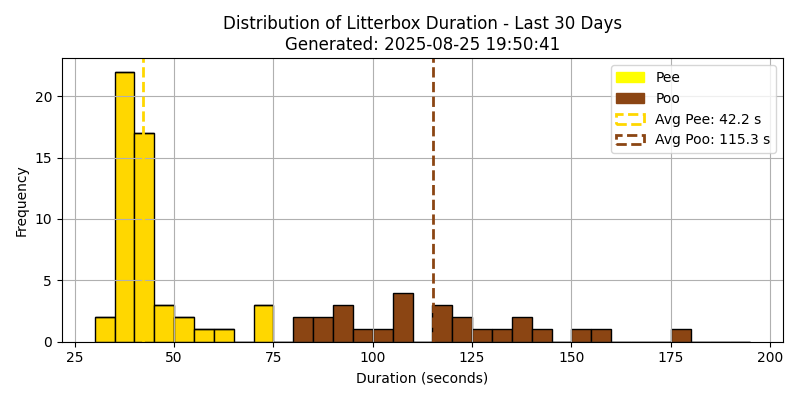 Distribution of Litterbox Duration - Last 30 Days
Generated: 2025-08-25 19:50:41
Pee
Poo
Avg Pee: 42.2 s
Avg Poo: 115.3 s
Frequency
20
15
10
5
0
25 50 75 100 125 150 175 200
Duration (seconds)